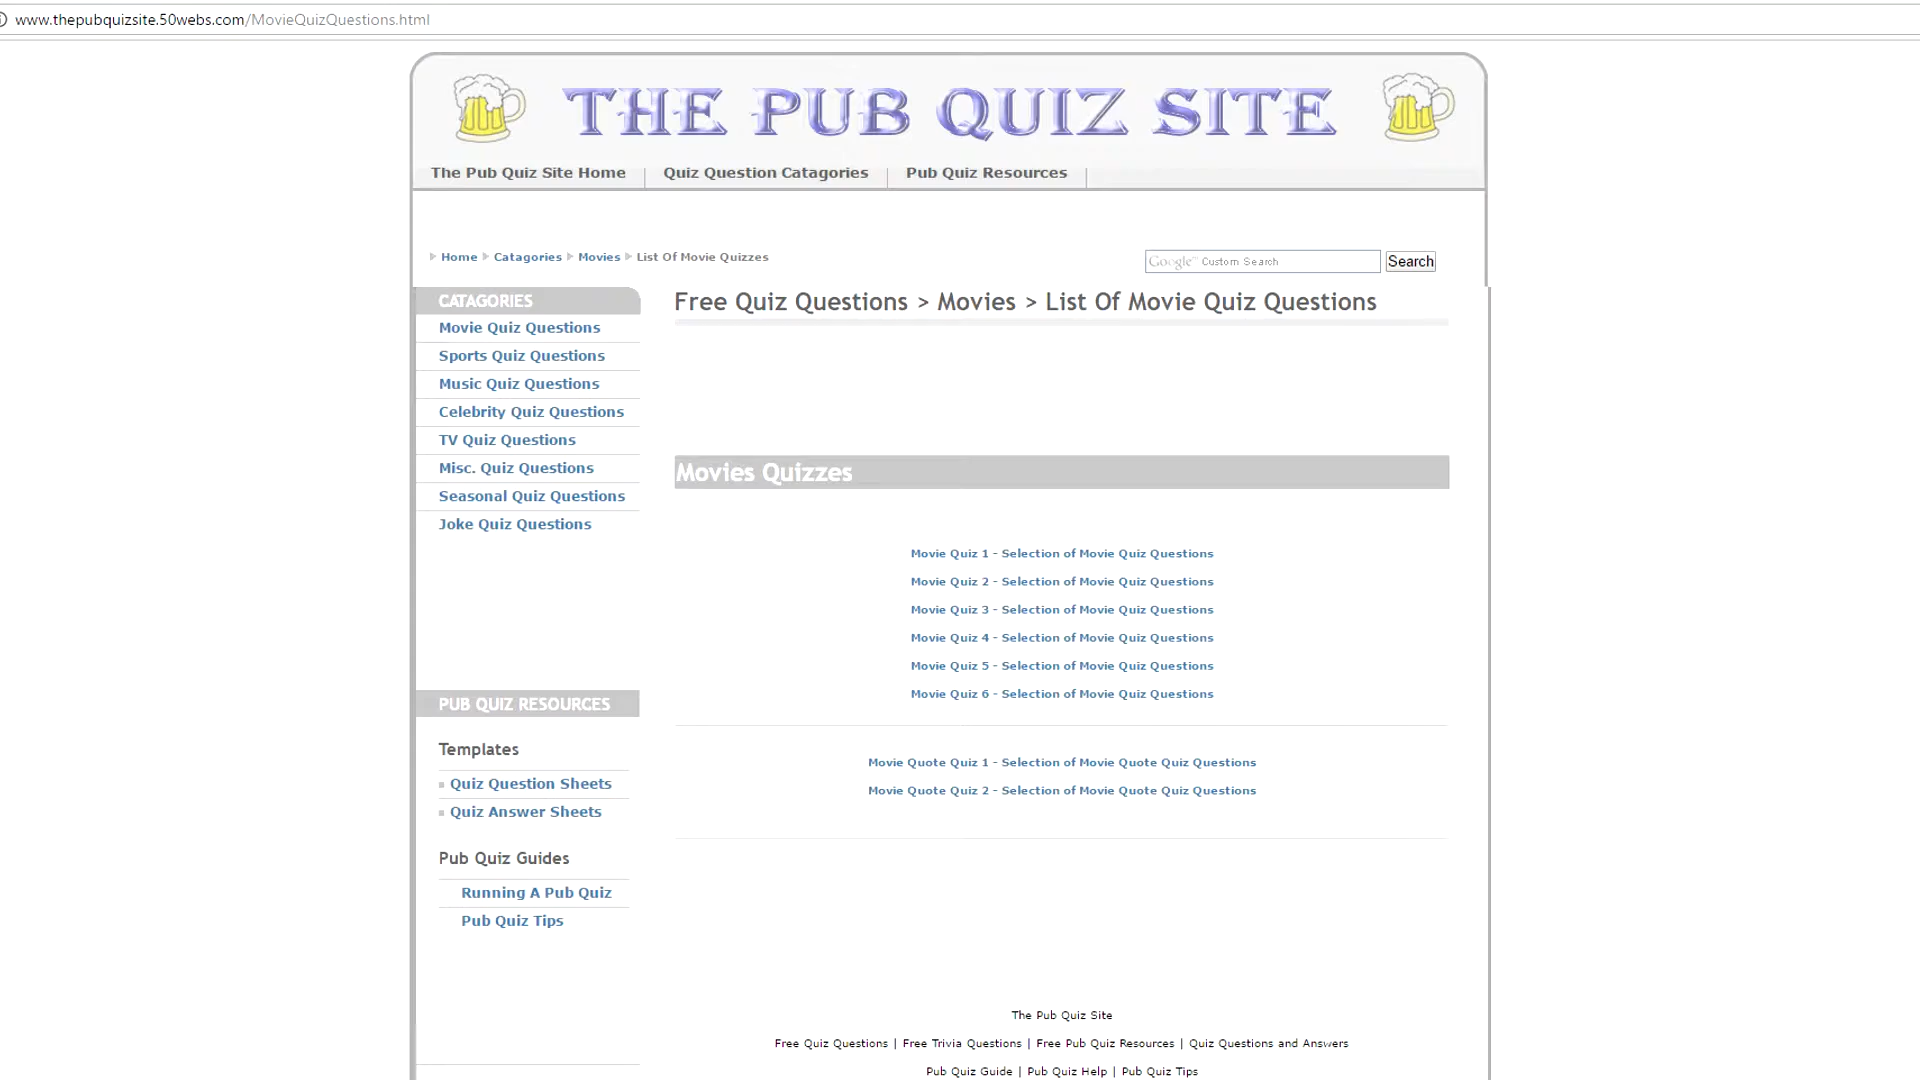 www.thepubquizsite.50webs.com/MovieQuizQuestions.html
THE PUB QUIZ SITE
The Pub Quiz Site Home
Quiz Question Catagories
Pub Quiz Resources
Home Catagories Movies List Of Movie Quizzes
Google™ Custom Search
Search
CATAGORIES
Movie Quiz Questions
Sports Quiz Questions
Music Quiz Questions
Celebrity Quiz Questions
TV Quiz Questions
Misc. Quiz Questions
Seasonal Quiz Questions
Joke Quiz Questions
PUB QUIZ RESOURCES
Templates
Quiz Question Sheets
Quiz Answer Sheets
Pub Quiz Guides
Running A Pub Quiz
Pub Quiz Tips
Free Quiz Questions > Movies > List Of Movie Quiz Questions
Movies Quizzes
Movie Quiz 1 - Selection of Movie Quiz Questions
Movie Quiz 2 - Selection of Movie Quiz Questions
Movie Quiz 3 - Selection of Movie Quiz Questions
Movie Quiz 4 - Selection of Movie Quiz Questions
Movie Quiz 5 - Selection of Movie Quiz Questions
Movie Quiz 6 - Selection of Movie Quiz Questions
Movie Quote Quiz 1 - Selection of Movie Quote Quiz Questions
Movie Quote Quiz 2 - Selection of Movie Quote Quiz Questions
The Pub Quiz Site
Free Quiz Questions | Free Trivia Questions | Free Pub Quiz Resources | Quiz Questions and Answers
Pub Quiz Guide | Pub Quiz Help | Pub Quiz Tips